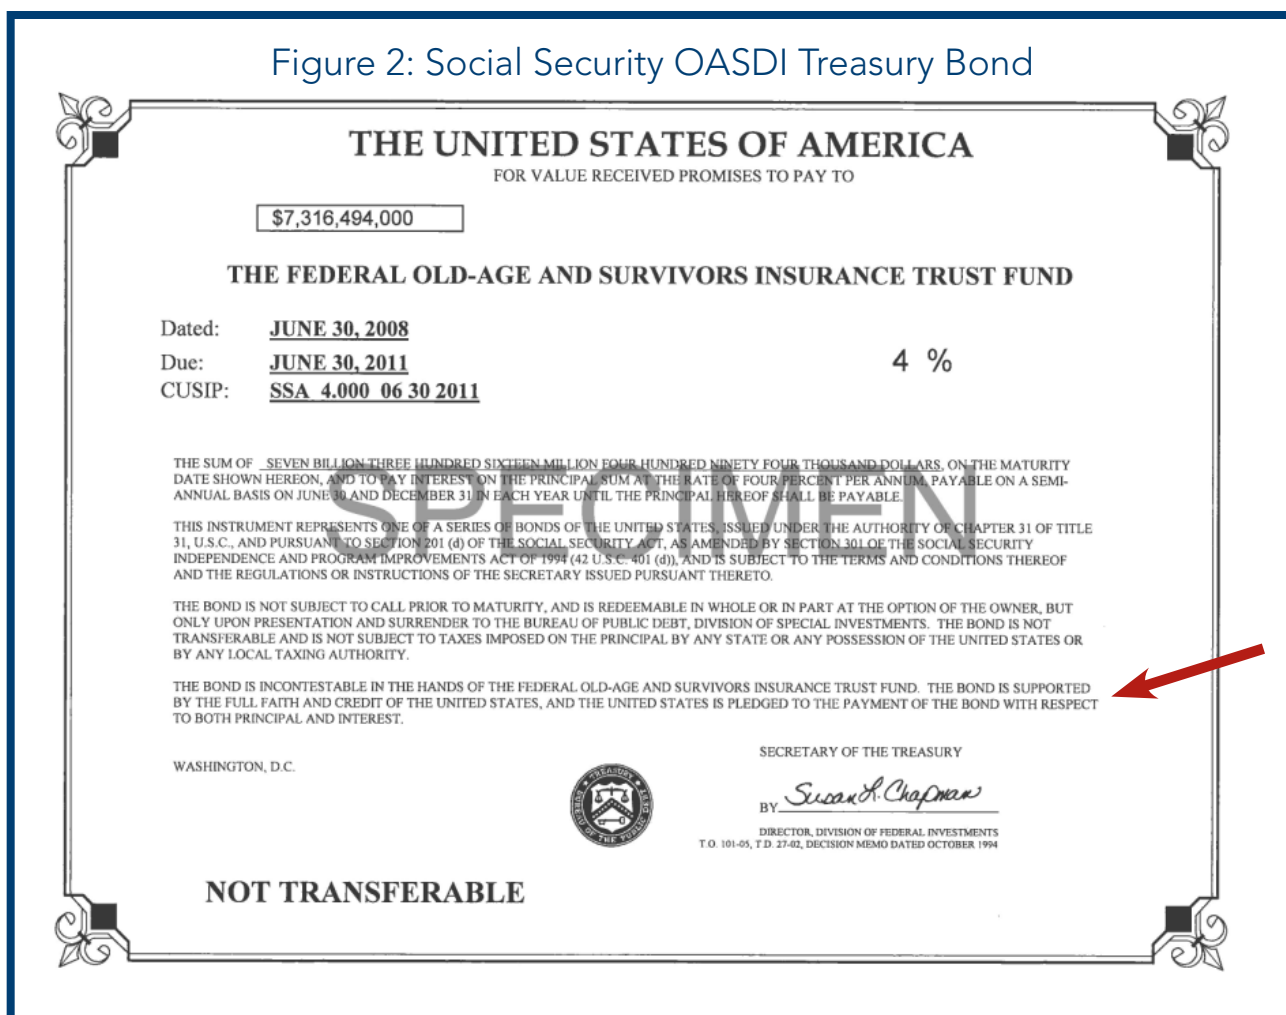 Figure 2: Social Security OASDI Treasury Bond
THE UNITED STATES OF AMERICA
FOR VALUE RECEIVED PROMISES TO PAY TO
$7,316,494,000
THE FEDERAL OLD-AGE AND SURVIVORS INSURANCE TRUST FUND
Dated: JUNE 30, 2008
Due: JUNE 30, 2011
4 %
CUSIP: SSA 4.000 06 30 2011
SPECIMEN
THE SUM OF SEVEN BILLION THREE HUNDRED SIXTEEN MILLION FOUR HUNDRED NINETY FOUR THOUSAND DOLLARS, ON THE MATURITY
DATE SHOWN HEREON, AND TO PAY INTEREST ON THE PRINCIPAL SUM AT THE RATE OF FOUR PERCENT PER ANNUM, PAYABLE ON A SEMI-
ANNUAL BASIS ON JUNE 30 AND DECEMBER 31 IN EACH YEAR UNTIL THE PRINCIPAL HEREOF SHALL BE PAYABLE.
THIS INSTRUMENT REPRESENTS ONE OF A SERIES OF BONDS OF THE UNITED STATES, ISSUED UNDER THE AUTHORITY OF CHAPTER 31 OF TITLE
31, U.S.C., AND PURSUANT TO SECTION 201 (d) OF THE SOCIAL SECURITY ACT, AS AMENDED BY SECTION 301 OF THE SOCIAL SECURITY
INDEPENDENCE AND PROGRAM IMPROVEMENTS ACT OF 1994 (42 U.S.C. 401 (d)), AND IS SUBJECT TO THE TERMS AND CONDITIONS THEREOF
AND THE REGULATIONS OR INSTRUCTIONS OF THE SECRETARY ISSUED PURSUANT THERETO.
THE BOND IS NOT SUBJECT TO CALL PRIOR TO MATURITY, AND IS REDEEMABLE IN WHOLE OR IN PART AT THE OPTION OF THE OWNER, BUT
ONLY UPON PRESENTATION AND SURRENDER TO THE BUREAU OF PUBLIC DEBT, DIVISION OF SPECIAL INVESTMENTS. THE BOND IS NOT
TRANSFERABLE AND IS NOT SUBJECT TO TAXES IMPOSED ON THE PRINCIPAL BY ANY STATE OR ANY POSSESSION OF THE UNITED STATES OR
BY ANY LOCAL TAXING AUTHORITY.
THE BOND IS INCONTESTABLE IN THE HANDS OF THE FEDERAL OLD-AGE AND SURVIVORS INSURANCE TRUST FUND. THE BOND IS SUPPORTED
BY THE FULL FAITH AND CREDIT OF THE UNITED STATES, AND THE UNITED STATES IS PLEDGED TO THE PAYMENT OF THE BOND WITH RESPECT
TO BOTH PRINCIPAL AND INTEREST.
WASHINGTON, D.C.
TREASURY
BUREAU OF THE PUBLIC DEBT
SECRETARY OF THE TREASURY
BY Susan L. Chapman
DIRECTOR, DIVISION OF FEDERAL INVESTMENTS
T.O. 101-05, T.D. 27-02, DECISION MEMO DATED OCTOBER 1994
NOT TRANSFERABLE